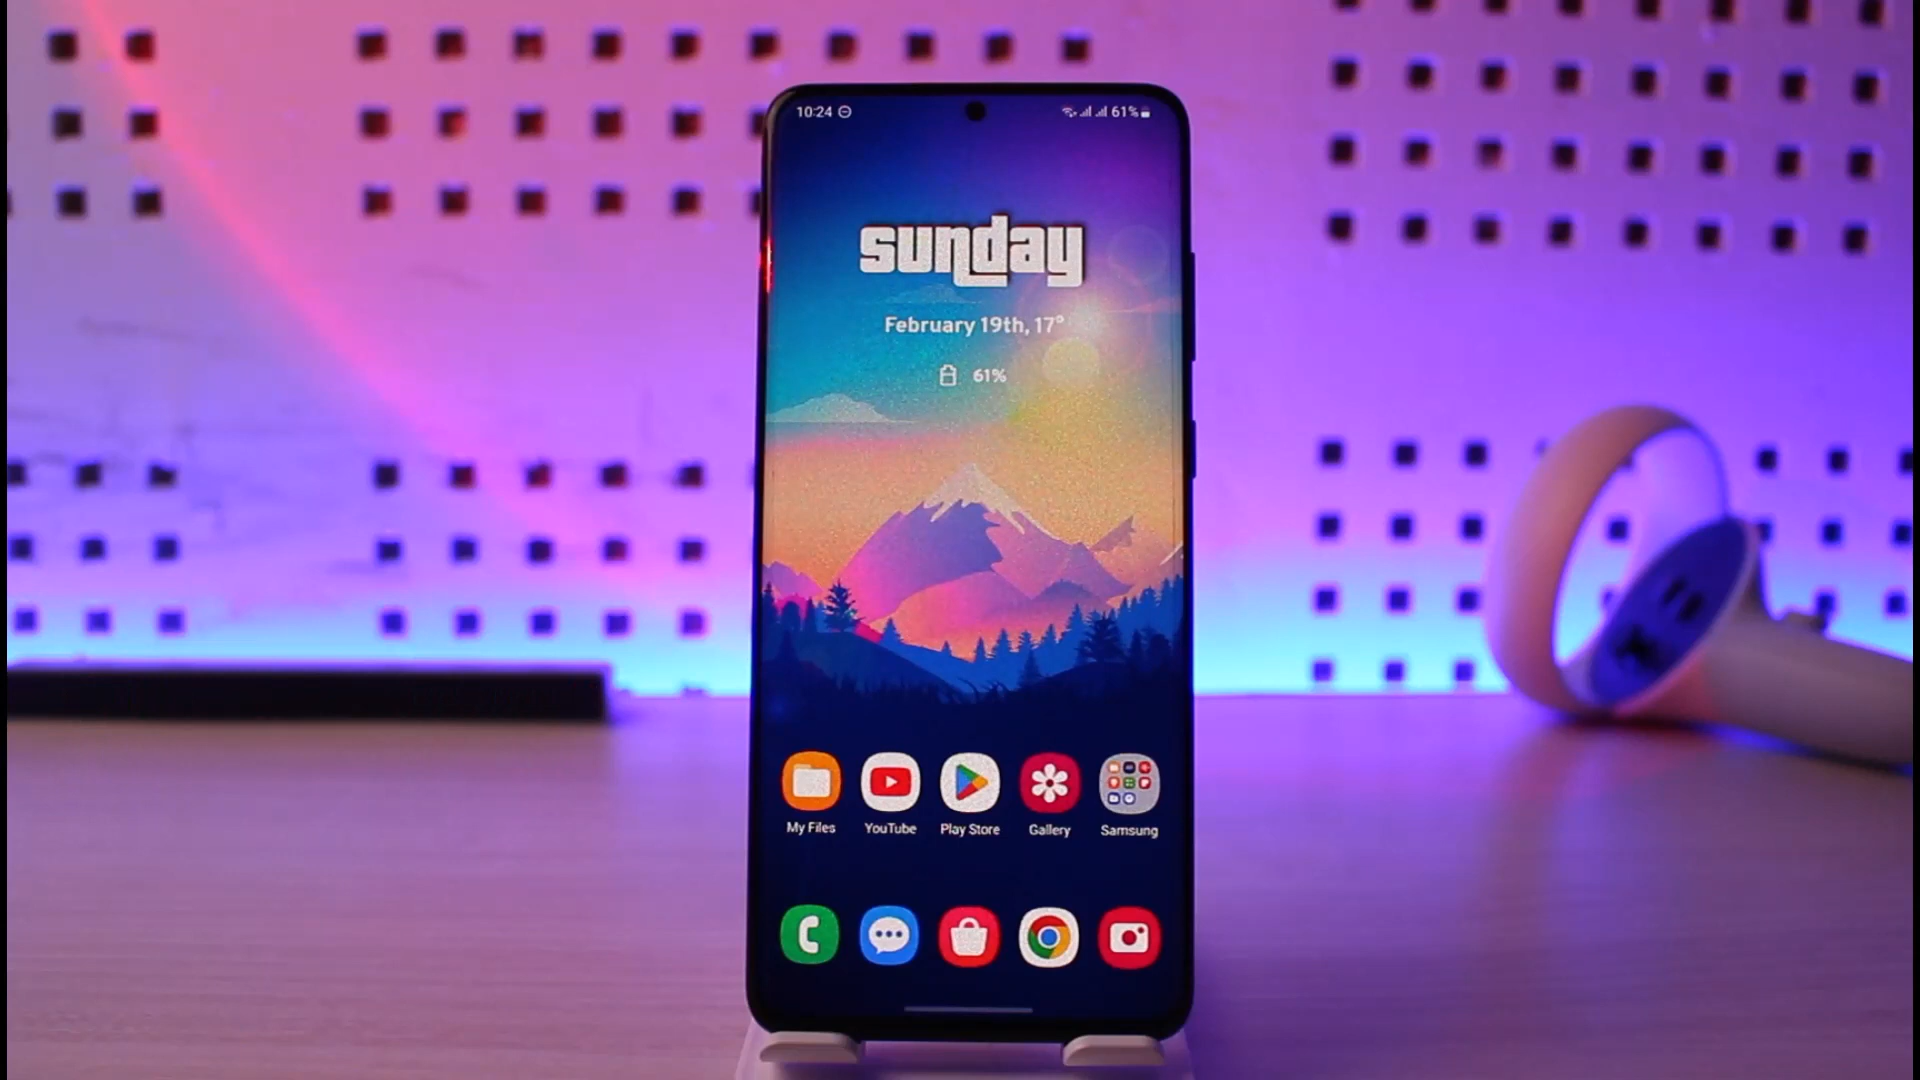 10:24 61%
sunday
February 19th, 17°
61%
My Files YouTube Play Store Gallery Samsung